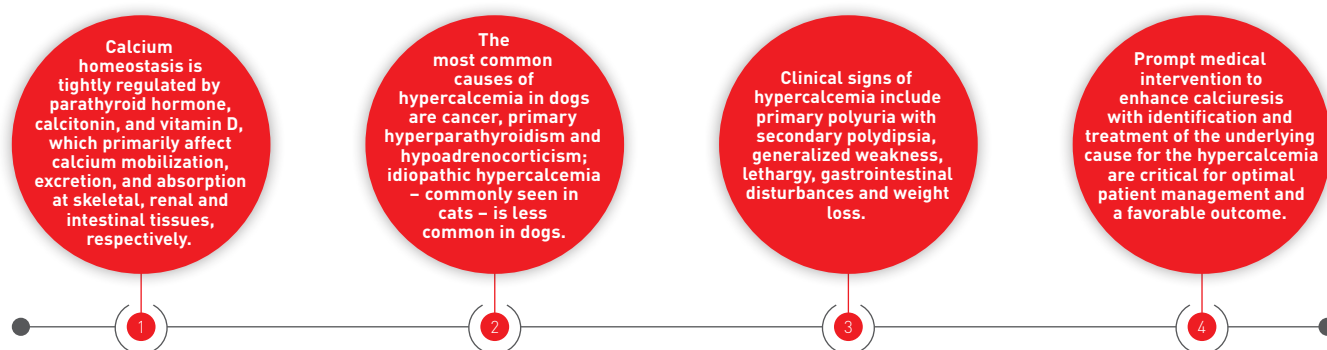 Calcium
homeostasis is
tightly regulated by
parathyroid hormone,
calcitonin, and vitamin D,
which primarily affect
calcium mobilization,
excretion, and absorption
at skeletal, renal and
intestinal tissues,
respectively.
1
The
most common
causes of
hypercalcemia in dogs
are cancer, primary
hyperparathyroidism and
hypoadrenocorticism;
idiopathic hypercalcemia
– commonly seen in
cats – is less
common in dogs.
2
Clinical signs of
hypercalcemia include
primary polyuria with
secondary polydipsia,
generalized weakness,
lethargy, gastrointestinal
disturbances and weight
loss.
3
Prompt medical
intervention to
enhance calciuresis
with identification and
treatment of the underlying
cause for the hypercalcemia
are critical for optimal
patient management and
a favorable outcome.
4